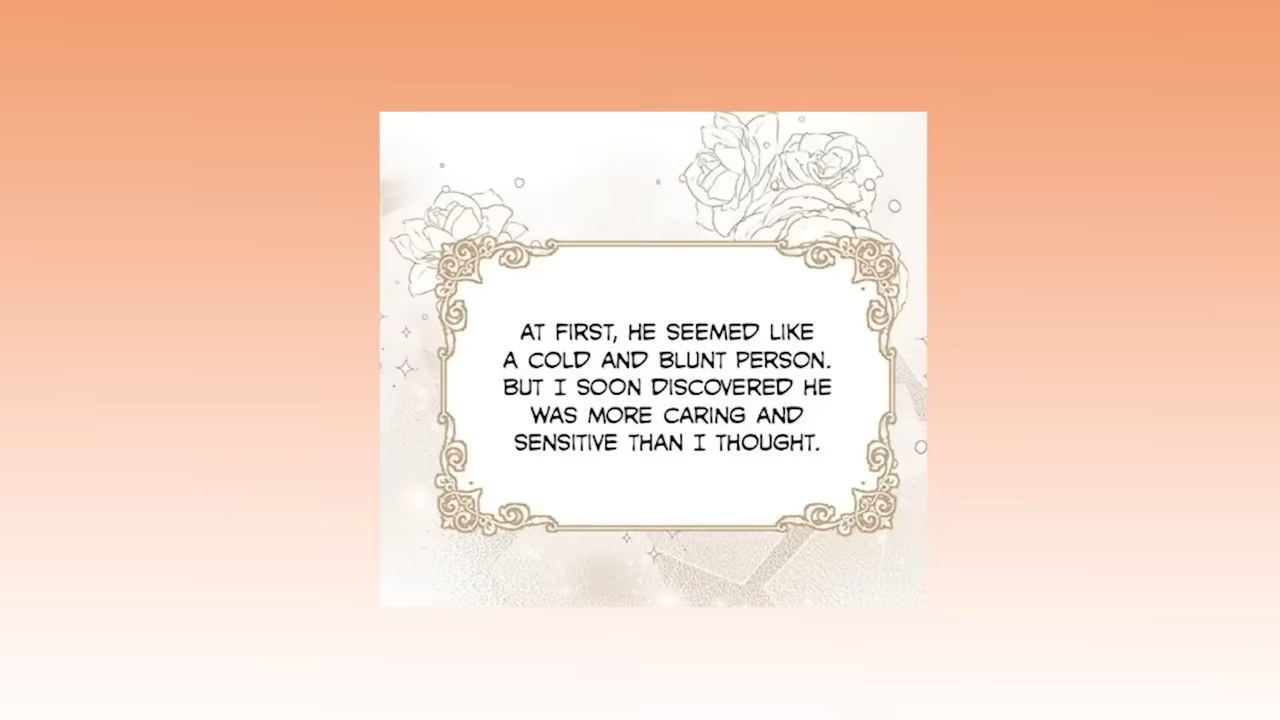 AT FIRST, HE SEEMED LIKE
A COLD AND BLUNT PERSON.
BUT I SOON DISCOVERED HE
WAS MORE CARING AND
SENSITIVE THAN I THOUGHT.